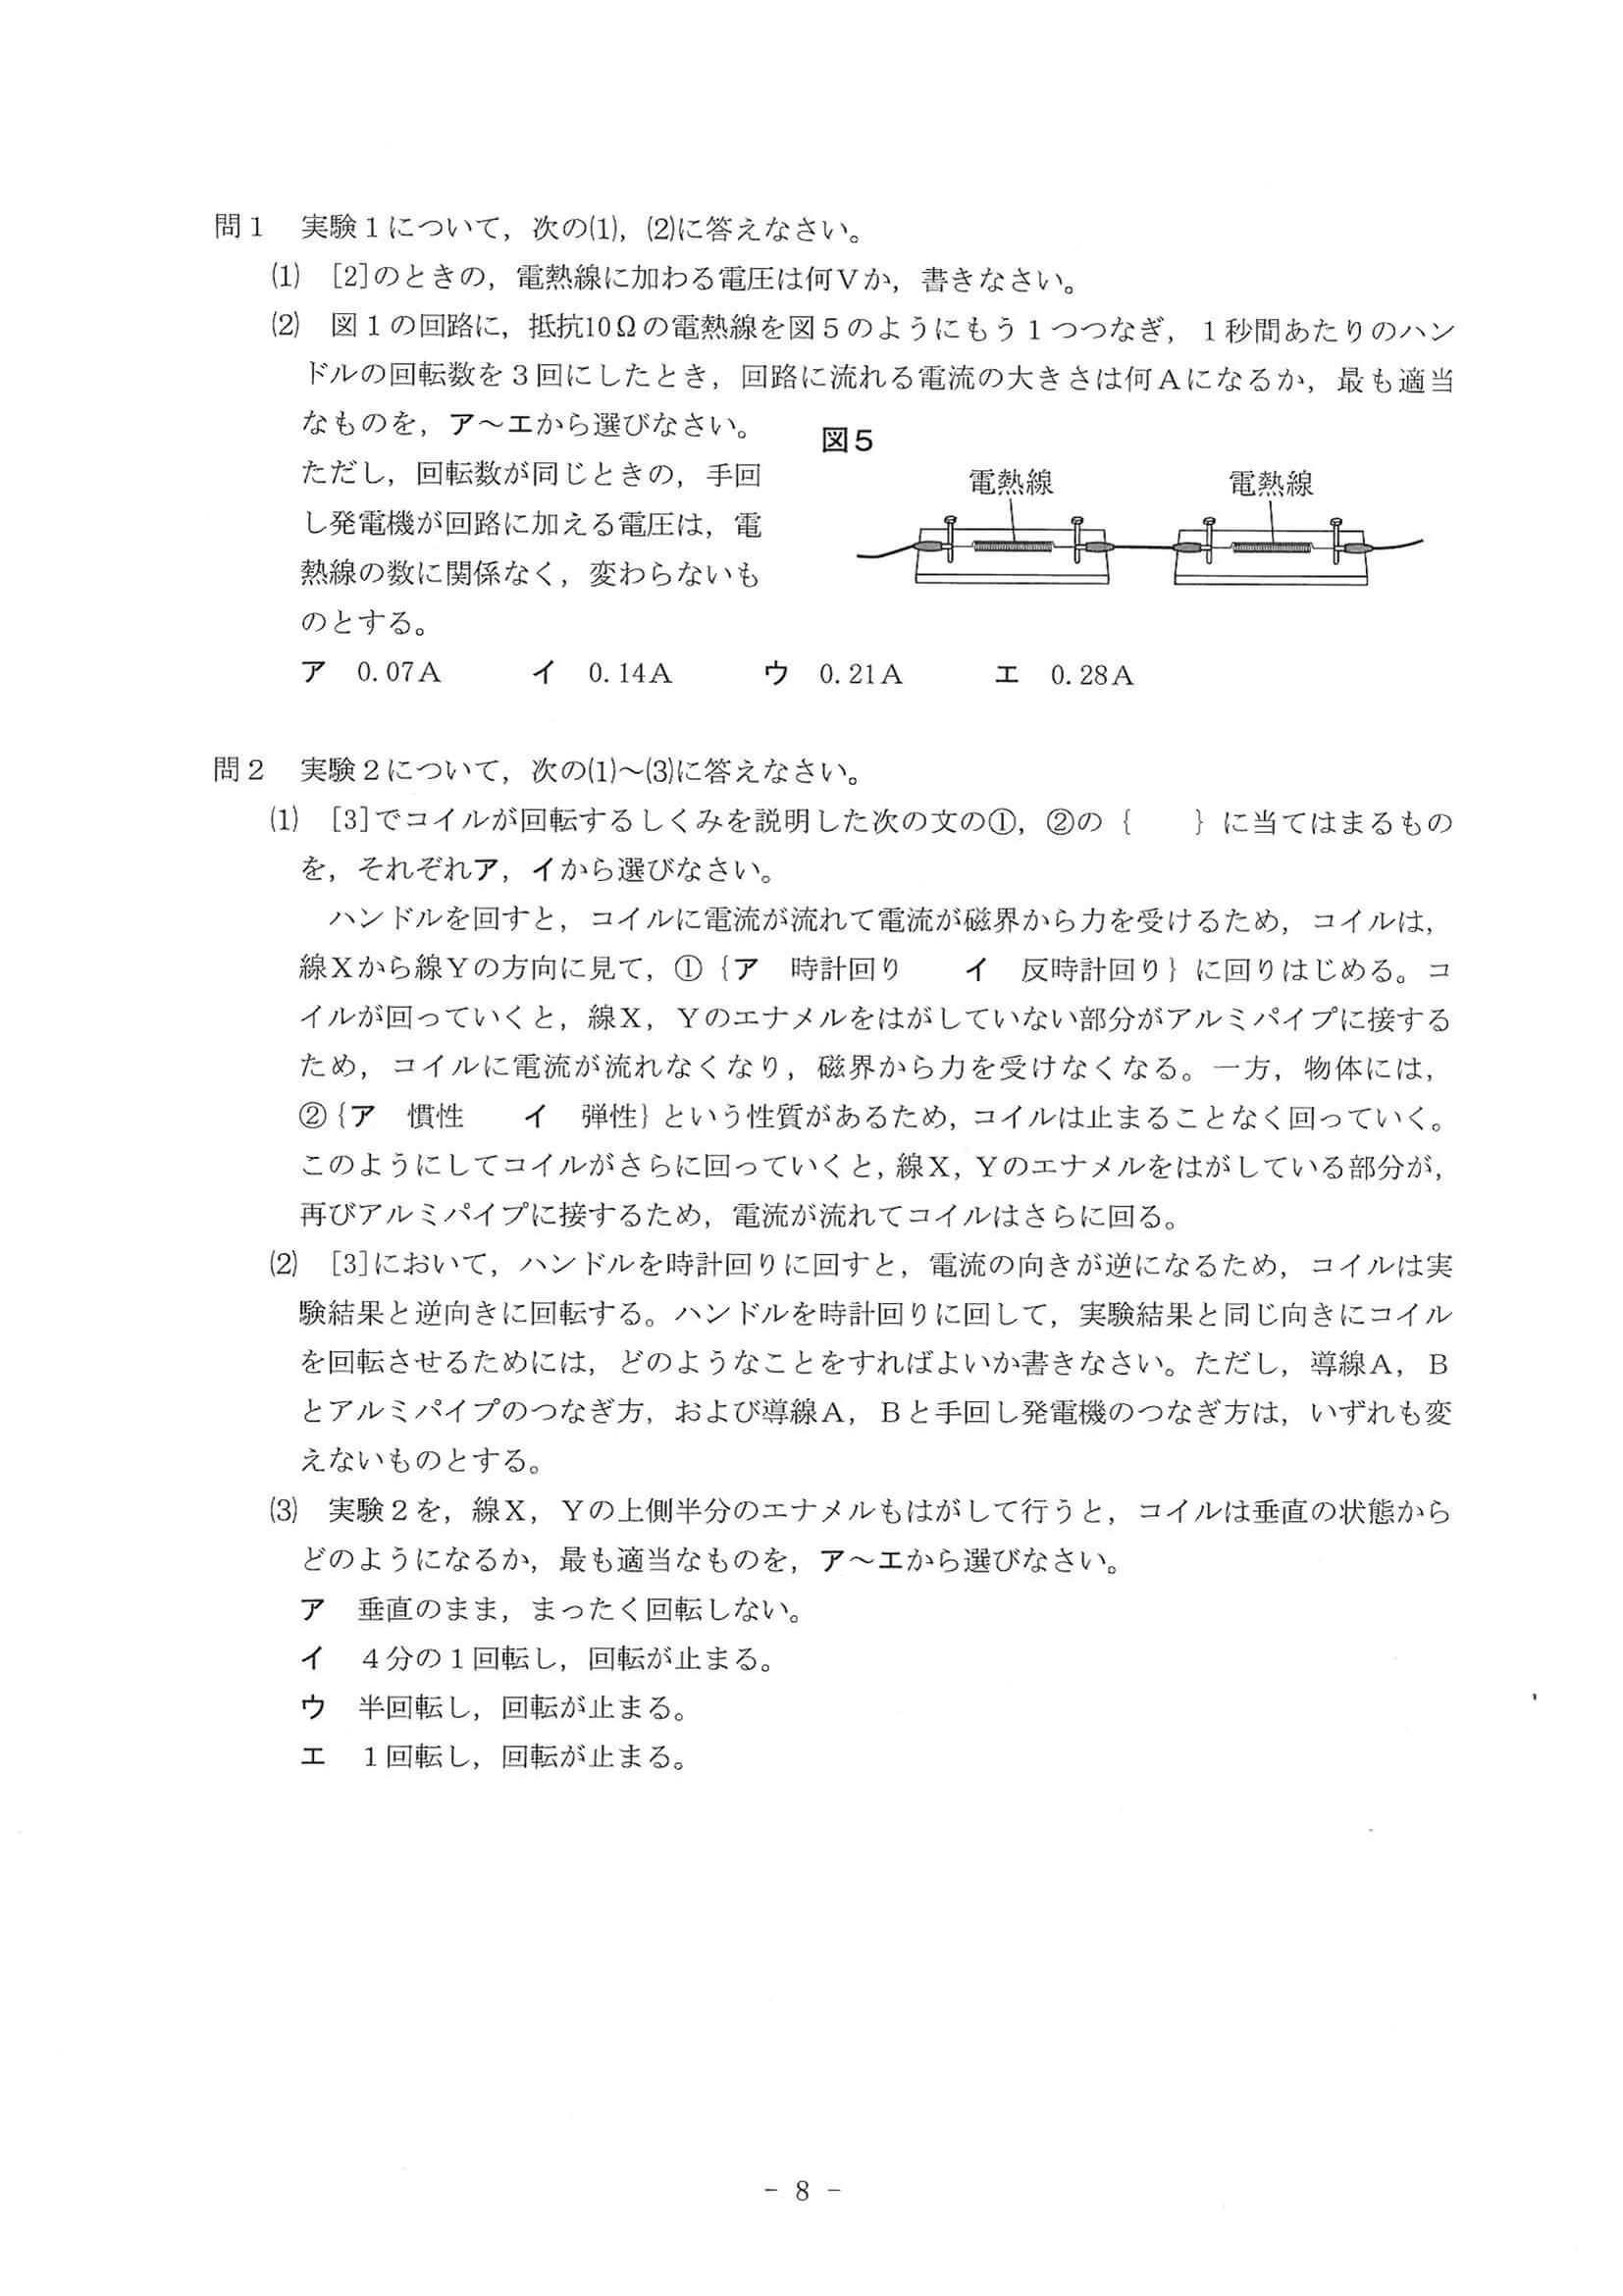 問1　実験1について，次の(1)，(2)に答えなさい。
(1)　[2]のときの，電熱線に加わる電圧は何Vか，書きなさい。
(2)　図1の回路に，抵抗10Ωの電熱線を図5のようにもう1つつなぎ，1秒間あたりのハン
ドルの回転数を3回にしたとき，回路に流れる電流の大きさは何Aになるか，最も適当
なものを，ア～エから選びなさい。
ただし，回転数が同じときの，手回
し発電機が回路に加える電圧は，電
熱線の数に関係なく，変わらないも
のとする。
図5
電熱線　電熱線
ア　0.07A　イ　0.14A　ウ　0.21A　エ　0.28A
問2　実験2について，次の(1)～(3)に答えなさい。
(1)　[3]でコイルが回転するしくみを説明した次の文の①，②の｛　　｝に当てはまるもの
を，それぞれア，イから選びなさい。
ハンドルを回すと，コイルに電流が流れて電流が磁界から力を受けるため，コイルは，
線Xから線Yの方向に見て，①｛ア　時計回り　　イ　反時計回り｝に回りはじめる。コ
イルが回っていくと，線X，Yのエナメルをはがしていない部分がアルミパイプに接する
ため，コイルに電流が流れなくなり，磁界から力を受けなくなる。一方，物体には，
②｛ア　慣性　　イ　弾性｝という性質があるため，コイルは止まることなく回っていく。
このようにしてコイルがさらに回っていくと，線X，Yのエナメルをはがしている部分が，
再びアルミパイプに接するため，電流が流れてコイルはさらに回る。
(2)　[3]において，ハンドルを時計回りに回すと，電流の向きが逆になるため，コイルは実
験結果と逆向きに回転する。ハンドルを時計回りに回して，実験結果と同じ向きにコイル
を回転させるためには，どのようなことをすればよいか書きなさい。ただし，導線A，B
とアルミパイプのつなぎ方，および導線A，Bと手回し発電機のつなぎ方は，いずれも変
えないものとする。
(3)　実験2を，線X，Yの上側半分のエナメルもはがして行うと，コイルは垂直の状態から
どのようになるか，最も適当なものを，ア～エから選びなさい。
ア　垂直のまま，まったく回転しない。
イ　4分の1回転し，回転が止まる。
ウ　半回転し，回転が止まる。
エ　1回転し，回転が止まる。
－ 8 －